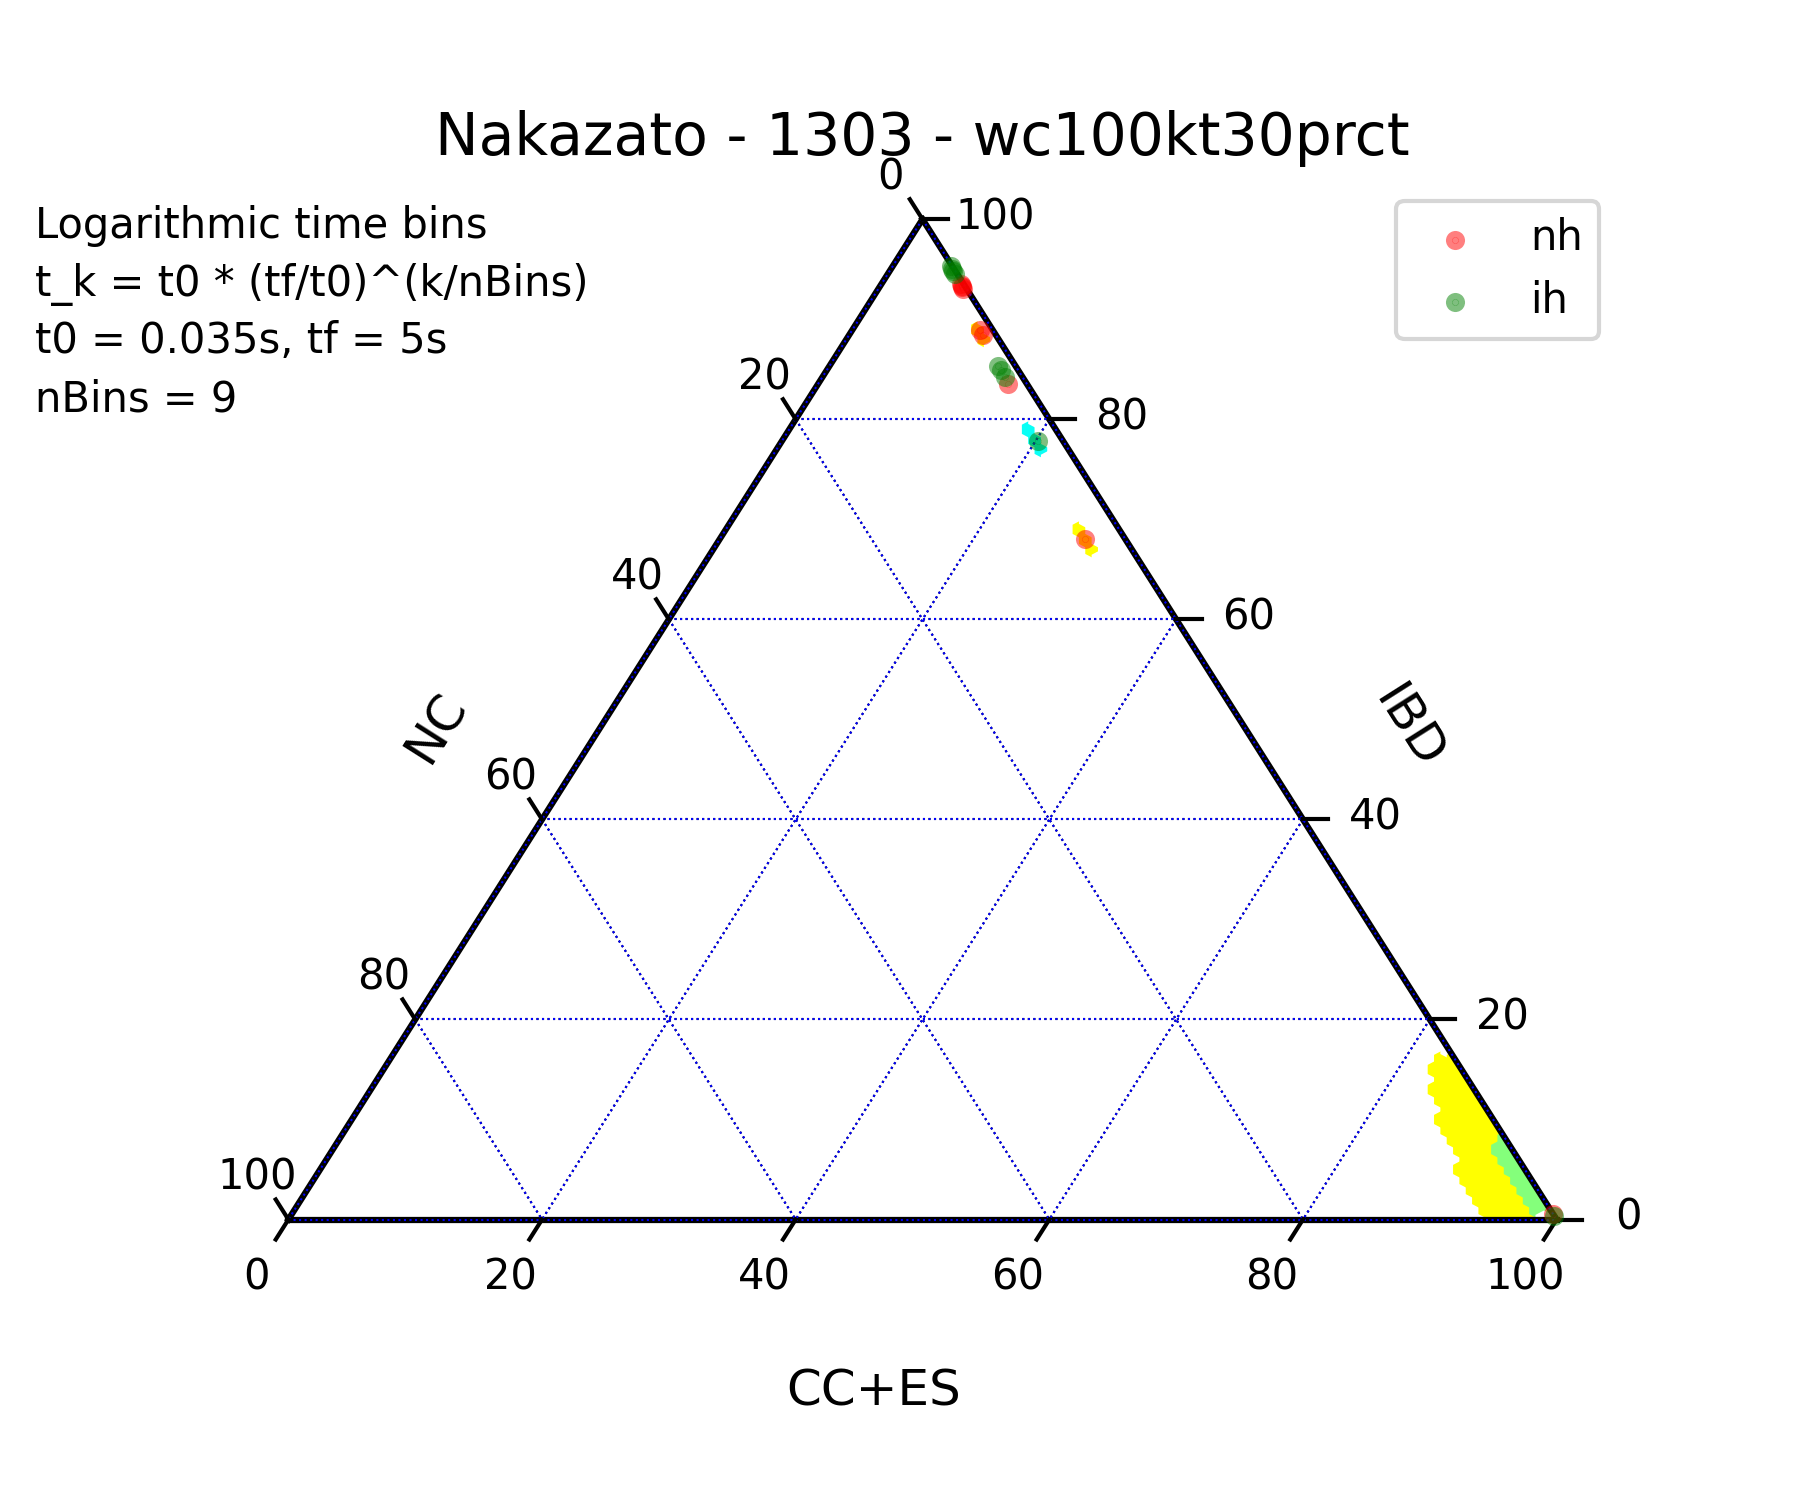 Nakazato - 1303 - wc100kt30prct
Logarithmic time bins
t_k = t0 * (tf/t0)^(k/nBins)
t0 = 0.035s, tf = 5s
nBins = 9
nh
ih
0
100
20
80
40
60
NC
IBD
60
40
80
20
100
0
0
20
40
60
80
100
CC+ES